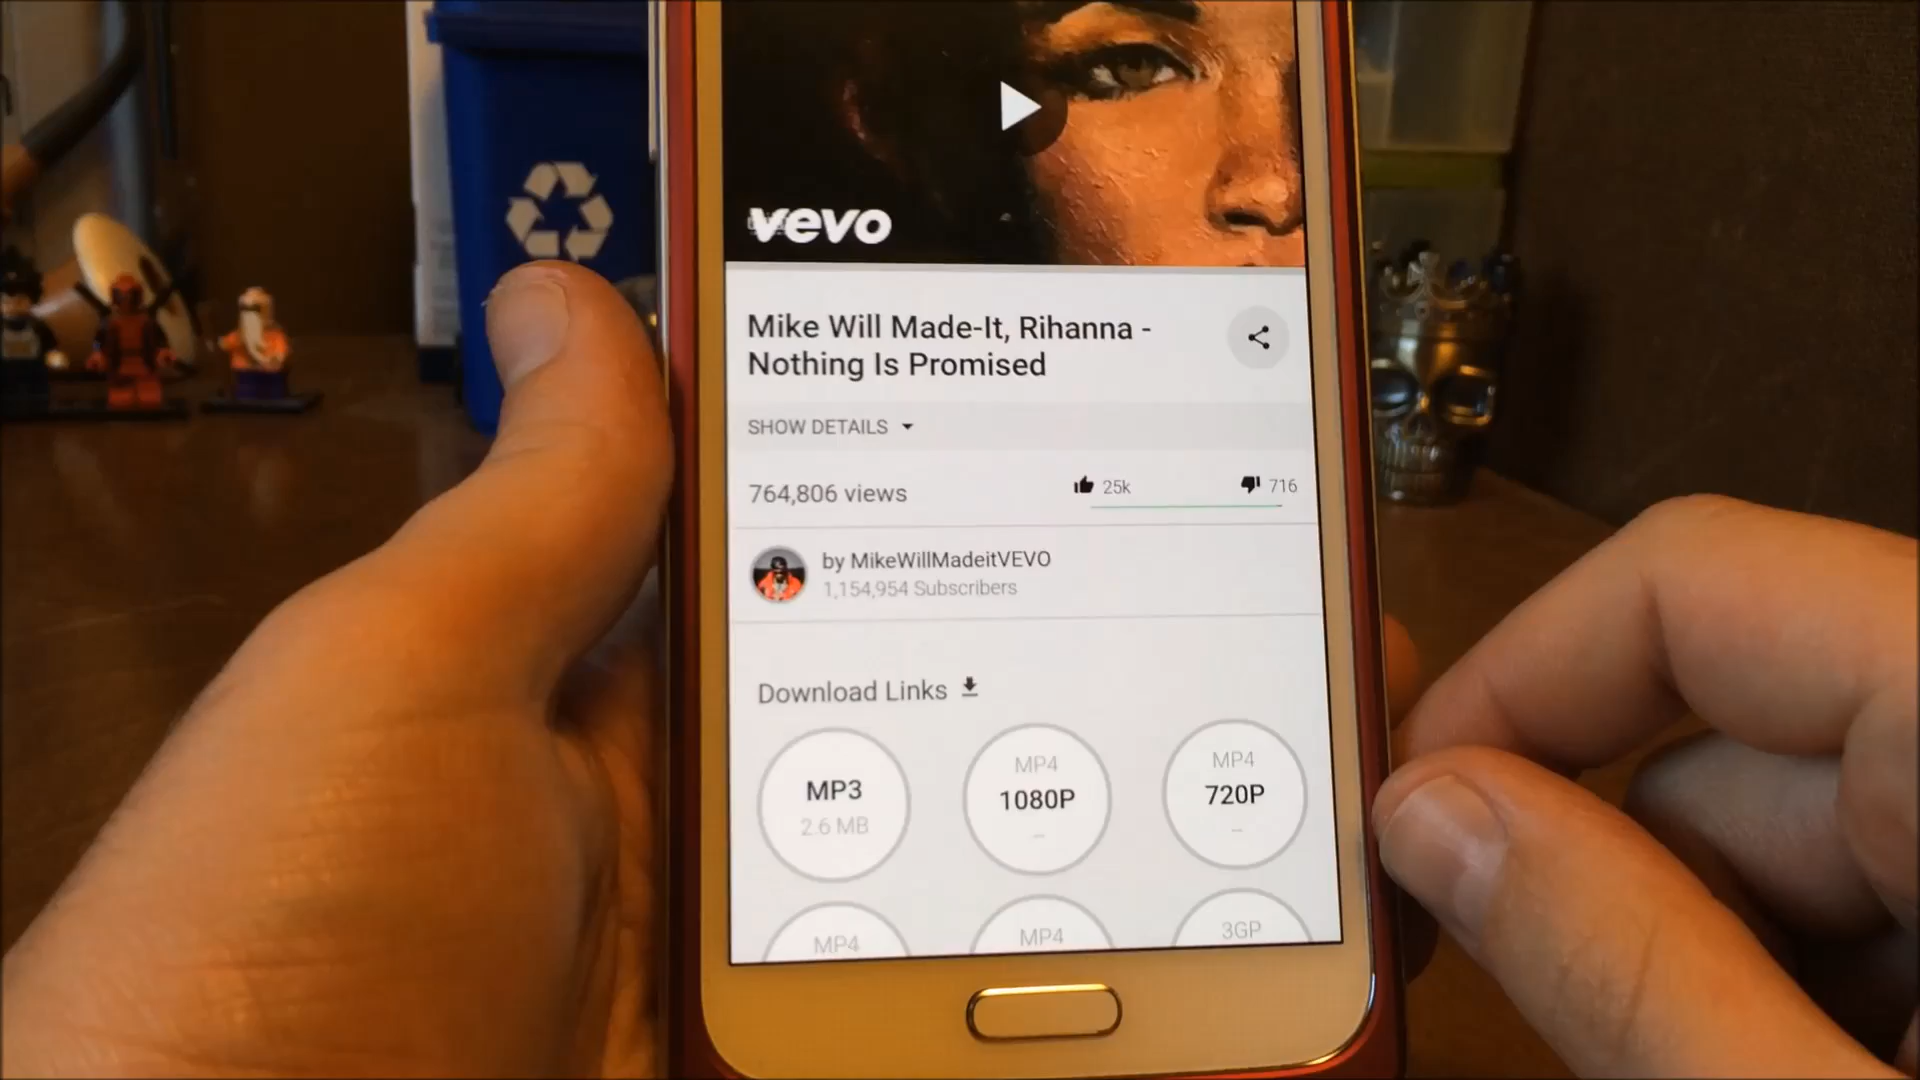 vevo
Mike Will Made-It, Rihanna -
Nothing Is Promised
SHOW DETAILS
764,806 views
25k
716
by MikeWillMadeitVEVO
1,154,954 Subscribers
Download Links
MP3
2.6 MB
MP4
1080P
--
MP4
720P
--
MP4
MP4
3GP